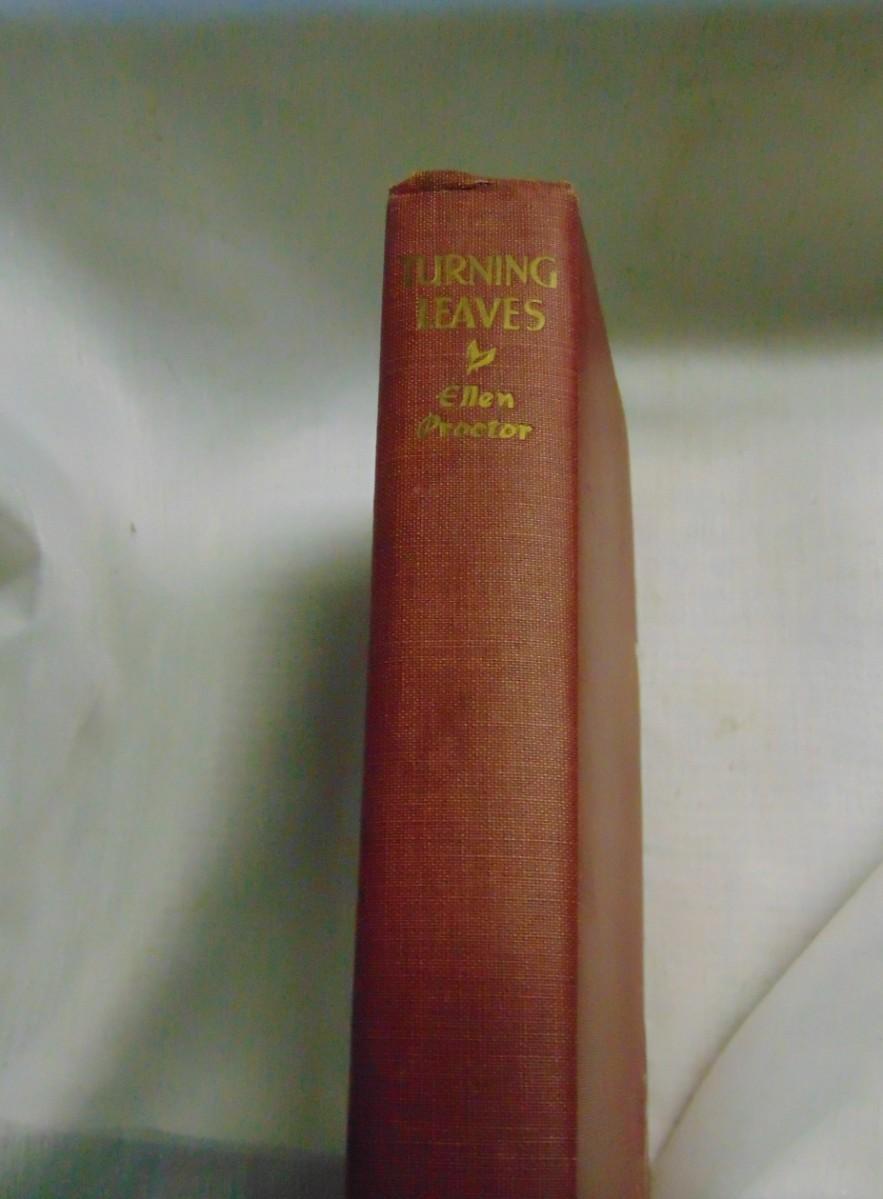 TURNING
LEAVES
Ellen
Proctor